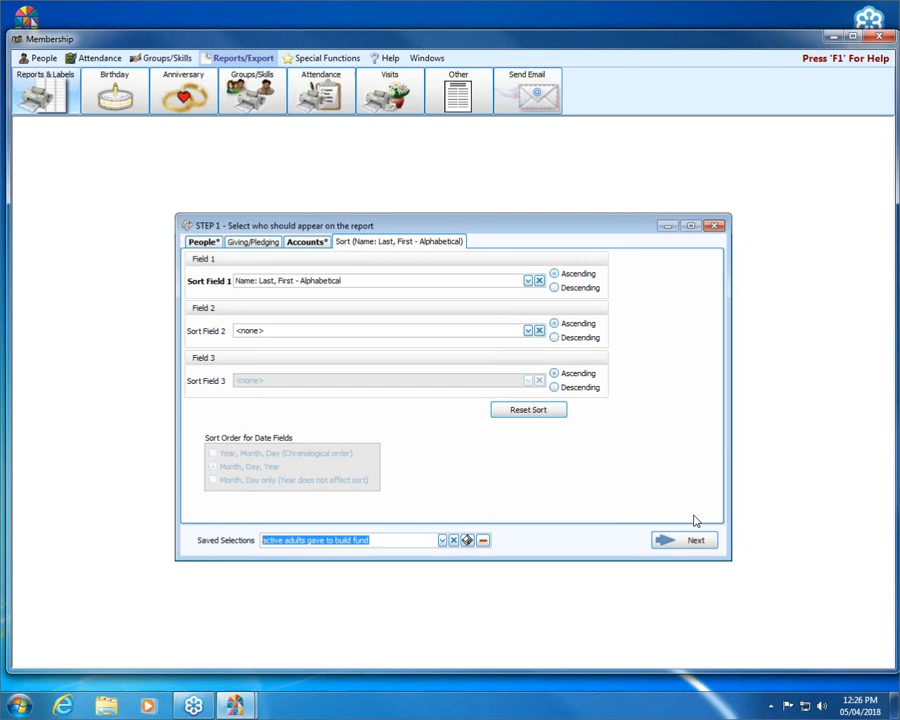 Membership
People Attendance Groups/Skills Reports/Export Special Functions Help Windows Press 'F1' For Help
Reports & Labels Birthday Anniversary Groups/Skills Attendance Visits Other Send Email
STEP 1 - Select who should appear on the report
People* Giving/Pledging Accounts* Sort (Name: Last, First - Alphabetical)
Field 1
Sort Field 1 Name: Last, First - Alphabetical
Ascending
Descending
Field 2
Sort Field 2 <none>
Ascending
Descending
Field 3
Sort Field 3 <none>
Ascending
Descending
Reset Sort
Sort Order for Date Fields
Year, Month, Day (Chronological order)
Month, Day, Year
Month, Day only (Year does not affect sort)
Saved Selections active adults gave to build fund Next
12:26 PM
05/04/2018